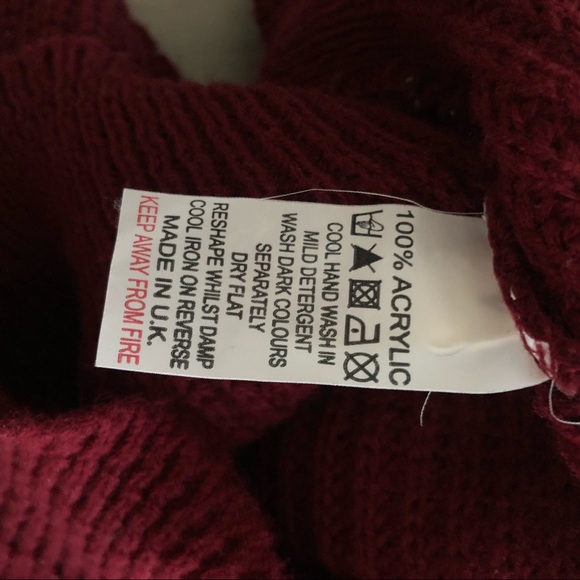 100% ACRYLIC
COOL HAND WASH IN
MILD DETERGENT
WASH DARK COLOURS
SEPARATELY
DRY FLAT
RESHAPE WHILST DAMP
COOL IRON ON REVERSE
MADE IN U.K.
KEEP AWAY FROM FIRE